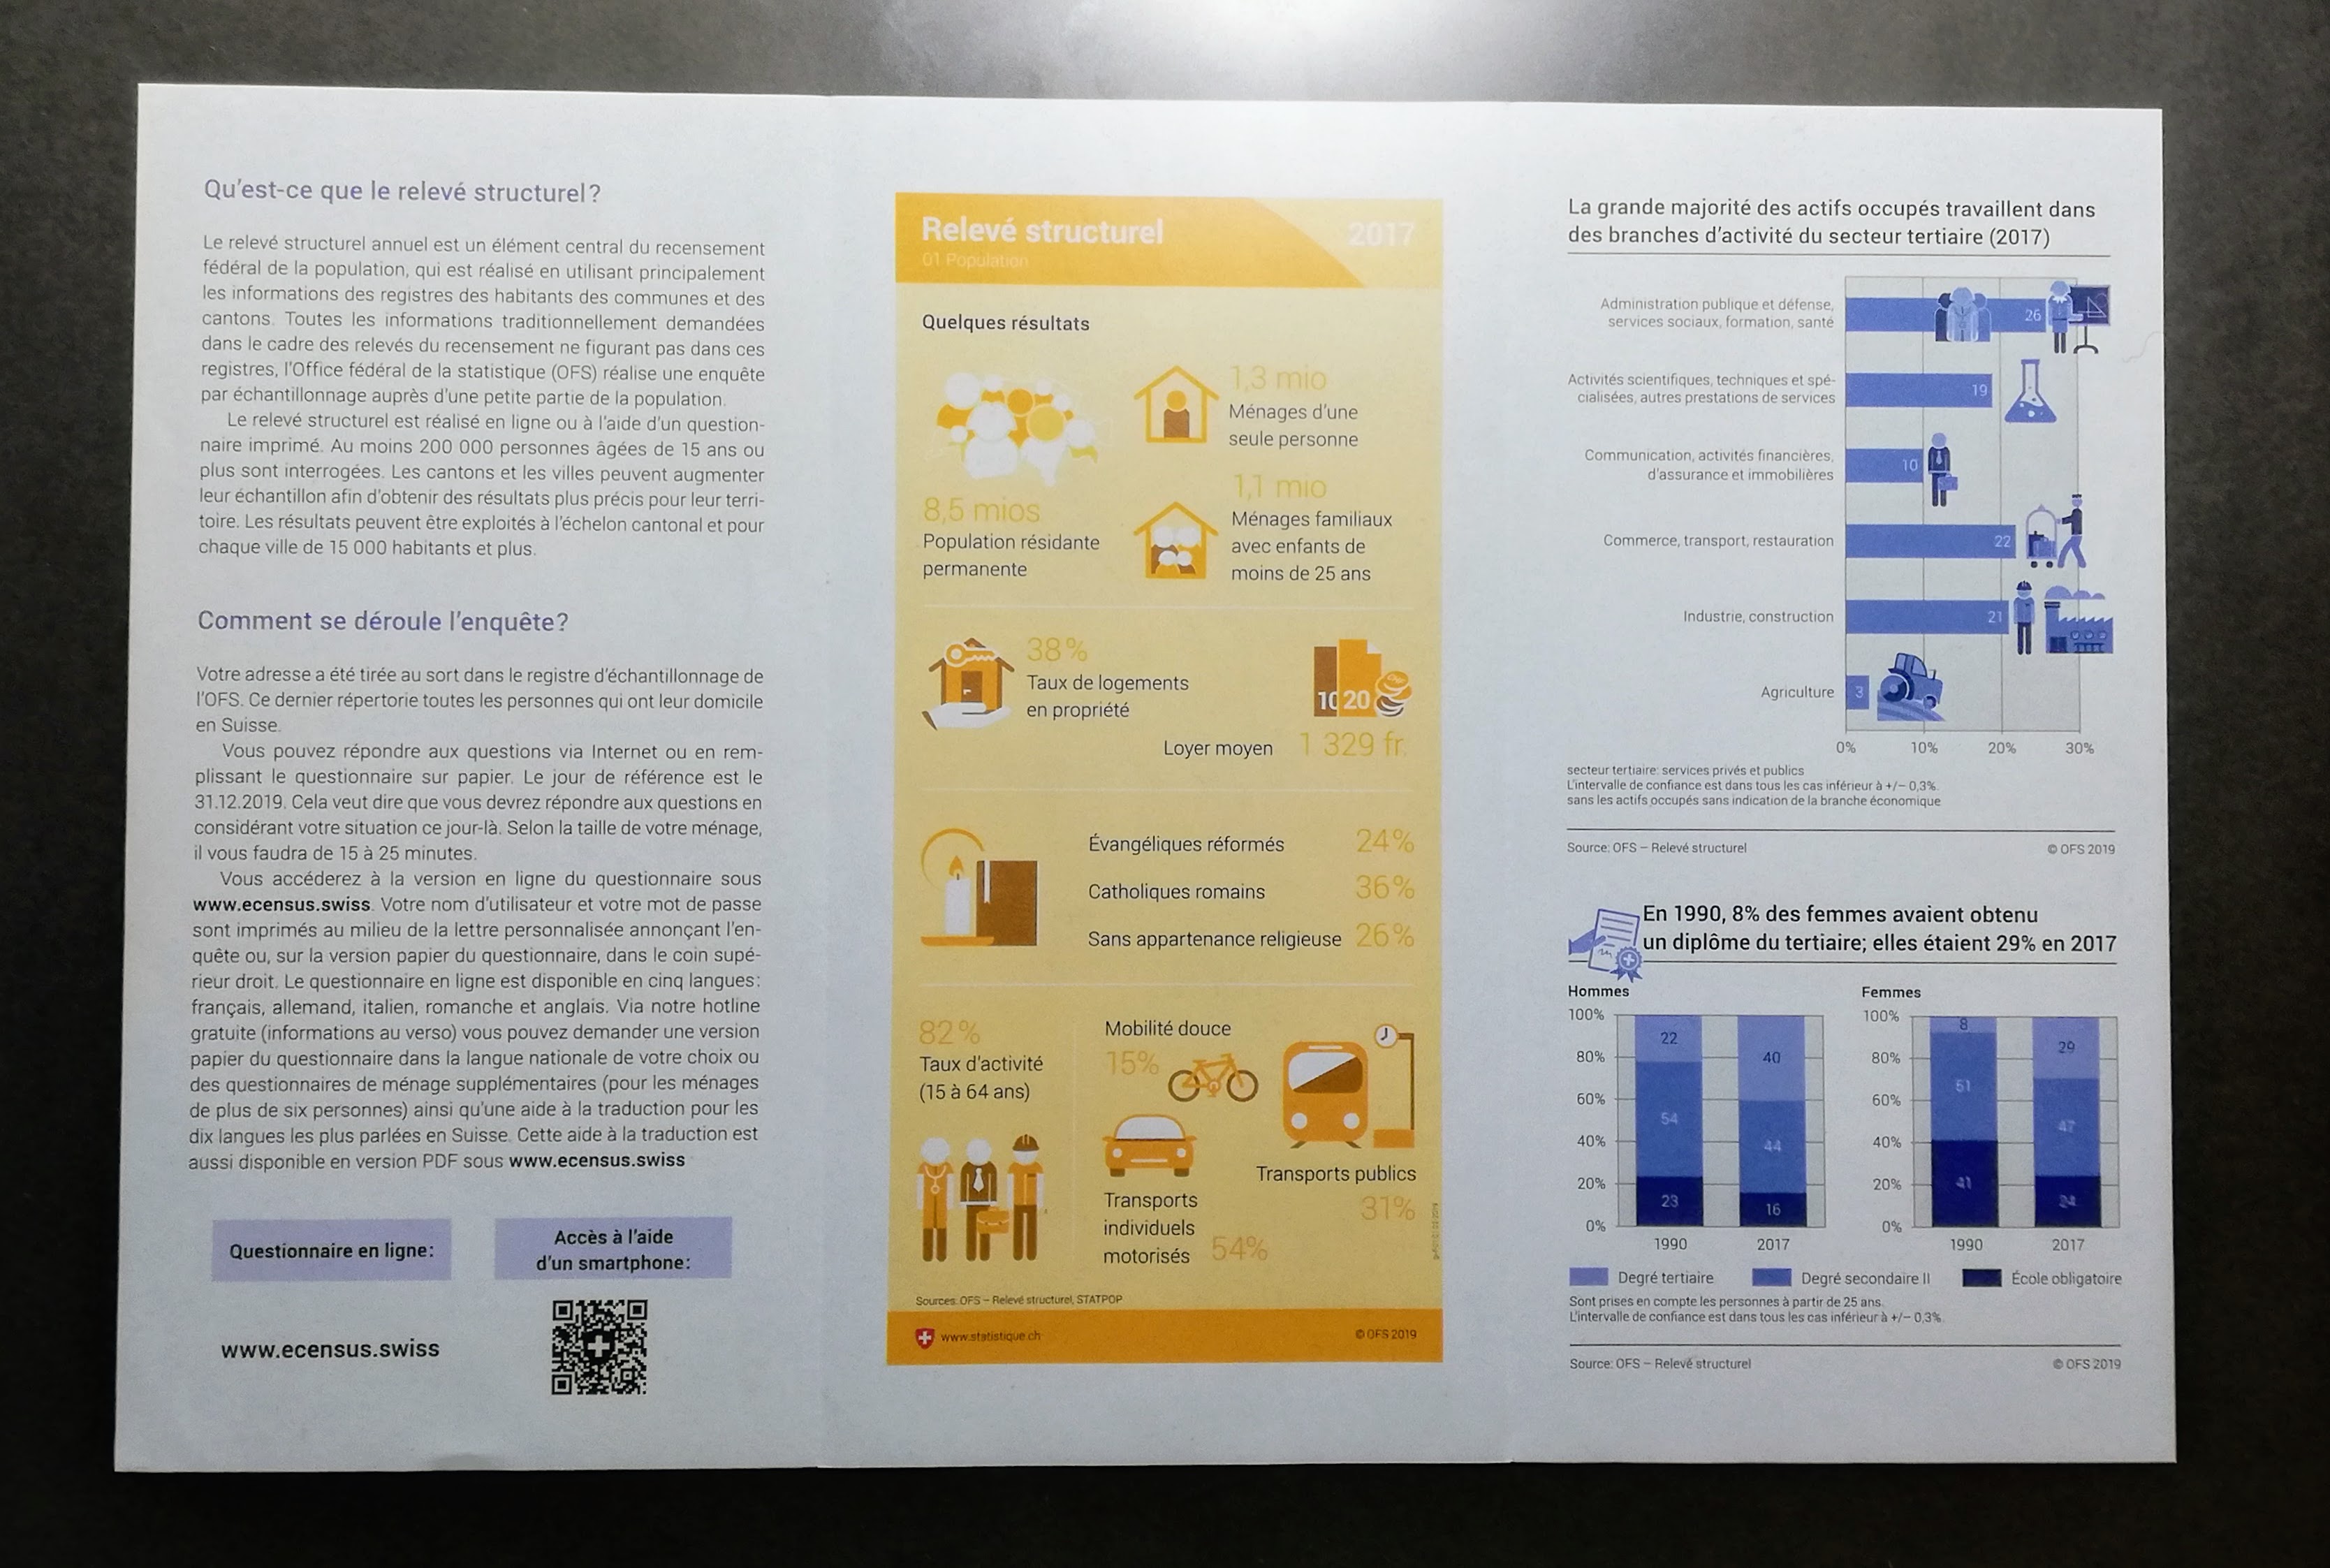 Qu'est-ce que le relevé structurel?
Le relevé structurel annuel est un élément central du recensement
fédéral de la population, qui est réalisé en utilisant principalement
les informations des registres des habitants des communes et des
cantons. Toutes les informations traditionnellement demandées
dans le cadre des relevés du recensement ne figurant pas dans ces
registres, l'Office fédéral de la statistique (OFS) réalise une enquête
par échantillonnage auprès d'une petite partie de la population.
Le relevé structurel est réalisé en ligne ou à l'aide d'un question-
naire imprimé. Au moins 200 000 personnes âgées de 15 ans ou
plus sont interrogées. Les cantons et les villes peuvent augmenter
leur échantillon afin d'obtenir des résultats plus précis pour leur terri-
toire. Les résultats peuvent être exploités à l'échelon cantonal et pour
chaque ville de 15 000 habitants et plus.
Comment se déroule l'enquête?
Votre adresse a été tirée au sort dans le registre d'échantillonnage de
l'OFS. Ce dernier répertorie toutes les personnes qui ont leur domicile
en Suisse.
Vous pouvez répondre aux questions via Internet ou en rem-
plissant le questionnaire sur papier. Le jour de référence est le
31.12.2019. Cela veut dire que vous devrez répondre aux questions en
considérant votre situation ce jour-là. Selon la taille de votre ménage,
il vous faudra de 15 à 25 minutes.
Vous accéderez à la version en ligne du questionnaire sous
www.ecensus.swiss. Votre nom d'utilisateur et votre mot de passe
sont imprimés au milieu de la lettre personnalisée annonçant l'en-
quête ou, sur la version papier du questionnaire, dans le coin supé-
rieur droit. Le questionnaire en ligne est disponible en cinq langues:
français, allemand, italien, romanche et anglais. Via notre hotline
gratuite (informations au verso) vous pouvez demander une version
papier du questionnaire dans la langue nationale de votre choix ou
des questionnaires de ménage supplémentaires (pour les ménages
de plus de six personnes) ainsi qu'une aide à la traduction pour les
dix langues les plus parlées en Suisse. Cette aide à la traduction est
aussi disponible en version PDF sous www.ecensus.swiss
Questionnaire en ligne:
www.ecensus.swiss
Accès à l'aide
d'un smartphone:
Relevé structurel 2017
01 Population
Quelques résultats
8,5 mios
Population résidante
permanente
1,3 mio
Ménages d'une
seule personne
1,1 mio
Ménages familiaux
avec enfants de
moins de 25 ans
38%
Taux de logements
en propriété
10 20
Loyer moyen 1 329 fr.
Évangéliques réformés 24%
Catholiques romains 36%
Sans appartenance religieuse 26%
82%
Taux d'activité
(15 à 64 ans)
Mobilité douce
15%
Transports publics
31%
Transports
individuels
motorisés 54%
Sources: OFS – Relevé structurel, STATPOP
www.statistique.ch © OFS 2019
La grande majorité des actifs occupés travaillent dans
des branches d'activité du secteur tertiaire (2017)
Administration publique et défense,
services sociaux, formation, santé
26
Activités scientifiques, techniques et spé-
cialisées, autres prestations de services
19
Communication, activités financières,
d'assurance et immobilières
10
Commerce, transport, restauration 22
Industrie, construction 21
Agriculture 3
0% 10% 20% 30%
secteur tertiaire: services privés et publics
L'intervalle de confiance est dans tous les cas inférieur à +/– 0,3%.
sans les actifs occupés sans indication de la branche économique
Source: OFS – Relevé structurel © OFS 2019
En 1990, 8% des femmes avaient obtenu
un diplôme du tertiaire; elles étaient 29% en 2017
Hommes
100%
80%
60%
40%
20%
0%
22
54
23
40
44
16
1990 2017
Femmes
100%
80%
60%
40%
20%
0%
8
51
41
29
47
24
1990 2017
Degré tertiaire Degré secondaire II École obligatoire
Sont prises en compte les personnes à partir de 25 ans.
L'intervalle de confiance est dans tous les cas inférieur à +/– 0,3%.
Source: OFS – Relevé structurel © OFS 2019